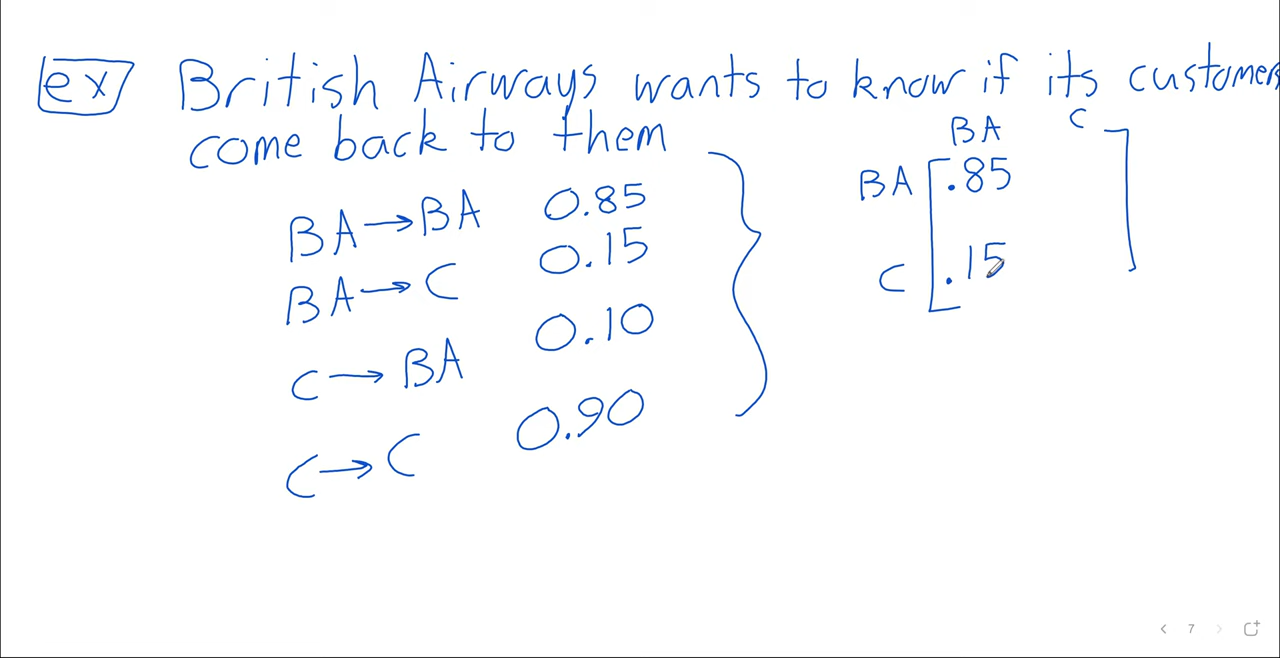 ex British Airways wants to know if its customers
come back to them
BA→BA 0.85
BA→C 0.15
C→BA 0.10
C→C 0.90
BA C
BA .85
C .15
7